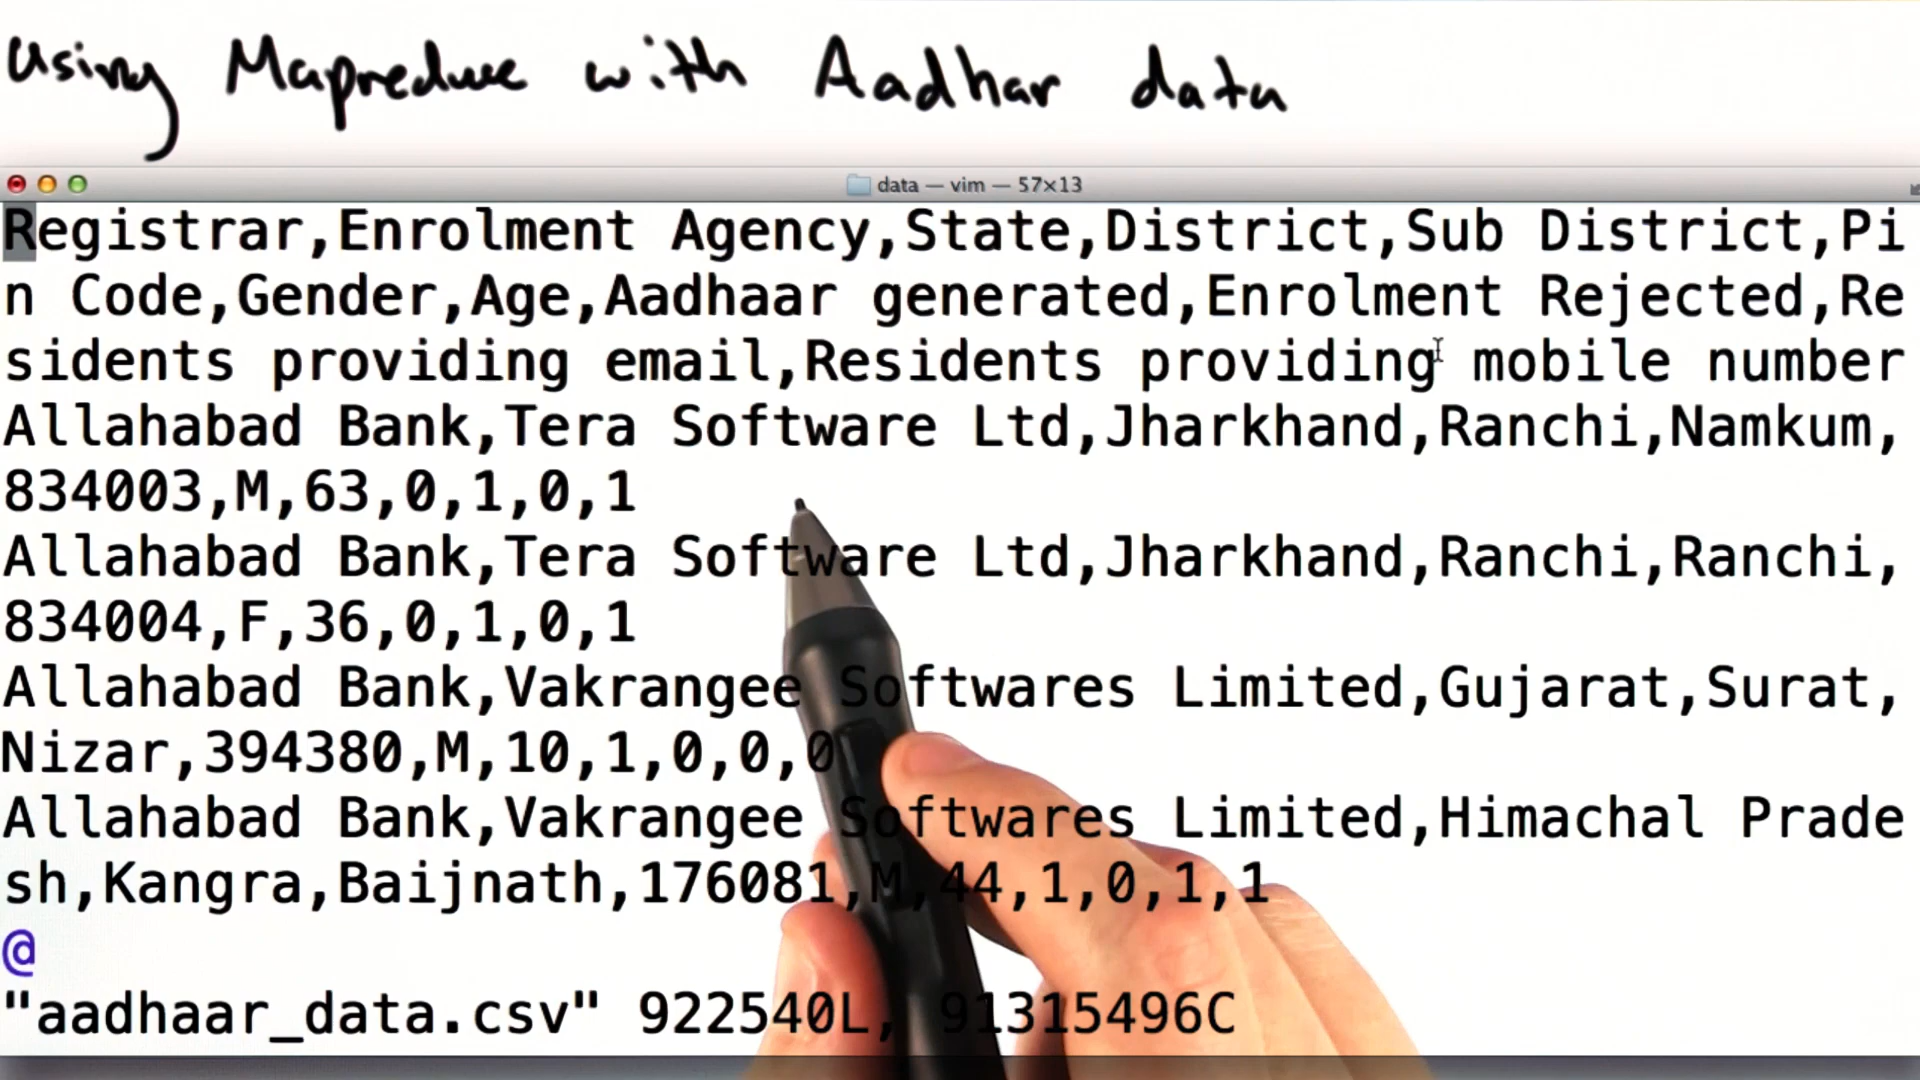 Using Mapreduce with Aadhar data
data — vim — 57×13
Registrar,Enrolment Agency,State,District,Sub District,Pi
n Code,Gender,Age,Aadhaar generated,Enrolment Rejected,Re
sidents providing email,Residents providing mobile number
Allahabad Bank,Tera Software Ltd,Jharkhand,Ranchi,Namkum,
834003,M,63,0,1,0,1
Allahabad Bank,Tera Software Ltd,Jharkhand,Ranchi,Ranchi,
834004,F,36,0,1,0,1
Allahabad Bank,Vakrangee Softwares Limited,Gujarat,Surat,
Nizar,394380,M,10,1,0,0,0
Allahabad Bank,Vakrangee Softwares Limited,Himachal Prade
sh,Kangra,Baijnath,176081,M,44,1,0,1,1
@
"aadhaar_data.csv" 922540L, 91315496C